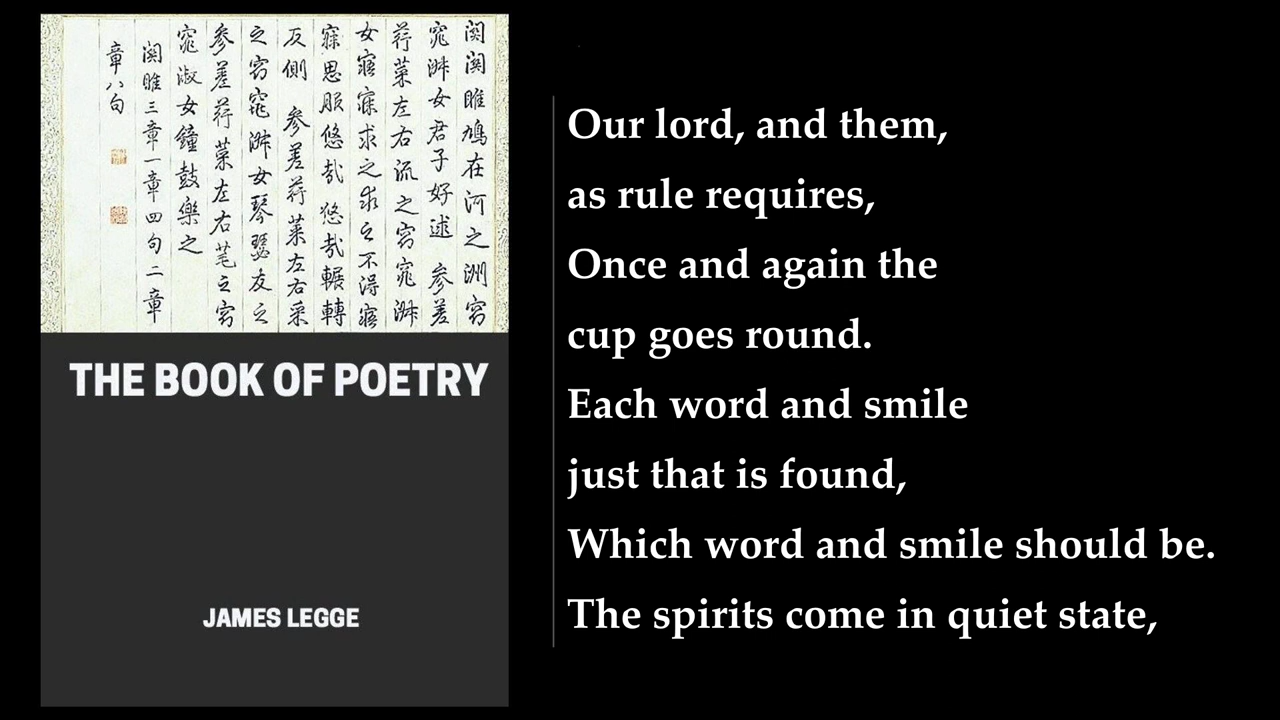 關關雎鳩在河之洲窈
窕淑女君子好逑 參差
荇菜左右流之窈窕淑
女寤寐求之求之不得寤
寐思服悠哉悠哉輾轉
反側 參差荇菜左右采
之窈窕淑女琴瑟友之
參差荇菜左右芼之窈
窕淑女鐘鼓樂之
關雎三章一章四句二章
章八句
THE BOOK OF POETRY
JAMES LEGGE
Our lord, and them,
as rule requires,
Once and again the
cup goes round.
Each word and smile
just that is found,
Which word and smile should be.
The spirits come in quiet state,